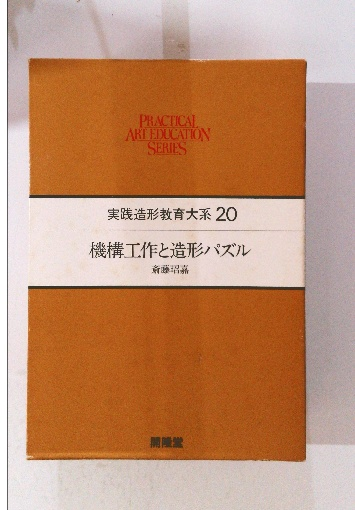 PRACTICAL
ART EDUCATION
SERIES
実践造形教育大系 20
機構工作と造形パズル
斎藤昭嘉
開隆堂